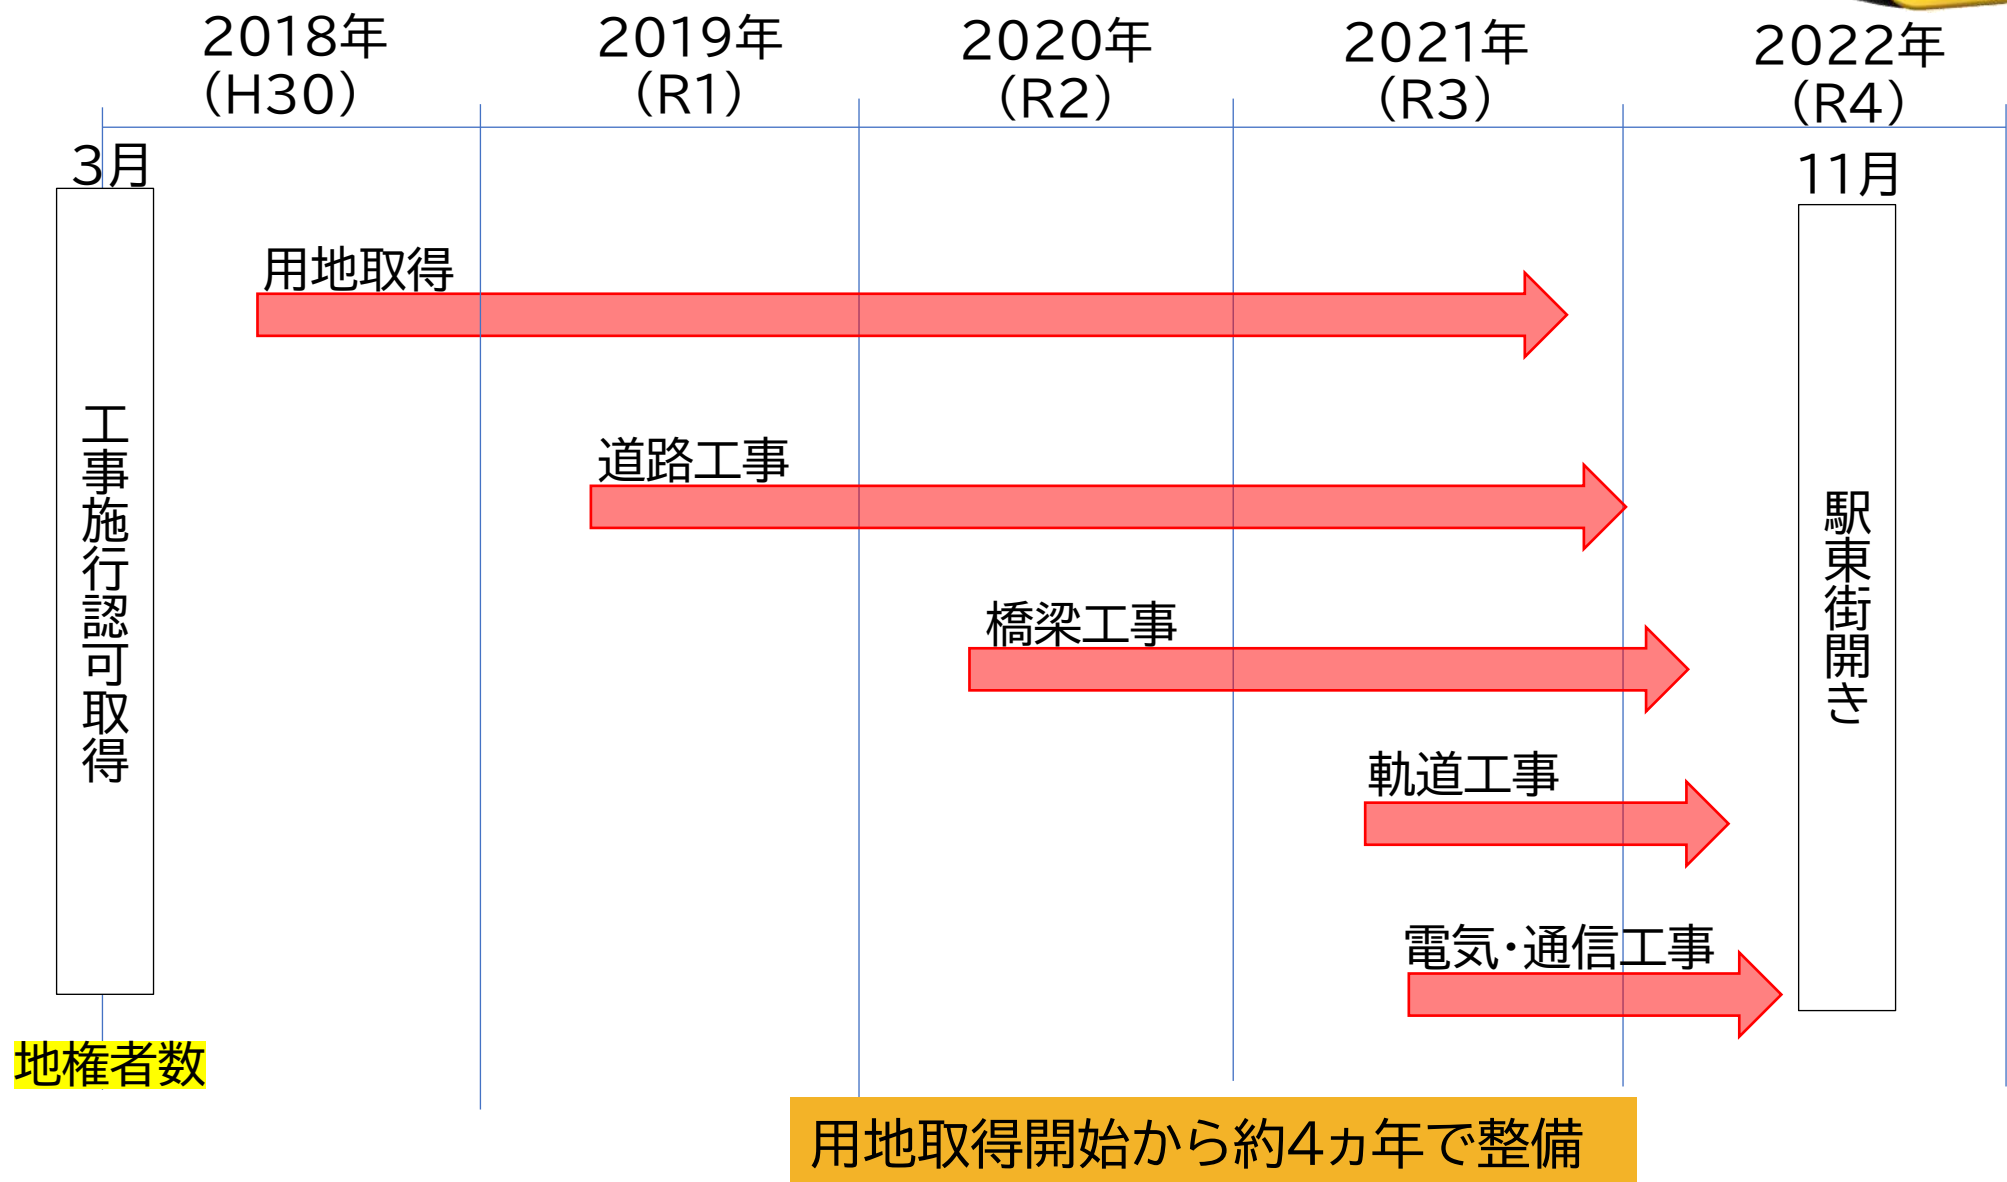 2018年
（H30）
2019年
（R1）
2020年
（R2）
2021年
（R3）
2022年
（R4）
3月
11月
工事施行認可取得
用地取得
道路工事
橋梁工事
軌道工事
電気・通信工事
駅東街開き
地権者数
用地取得開始から約4ヵ年で整備